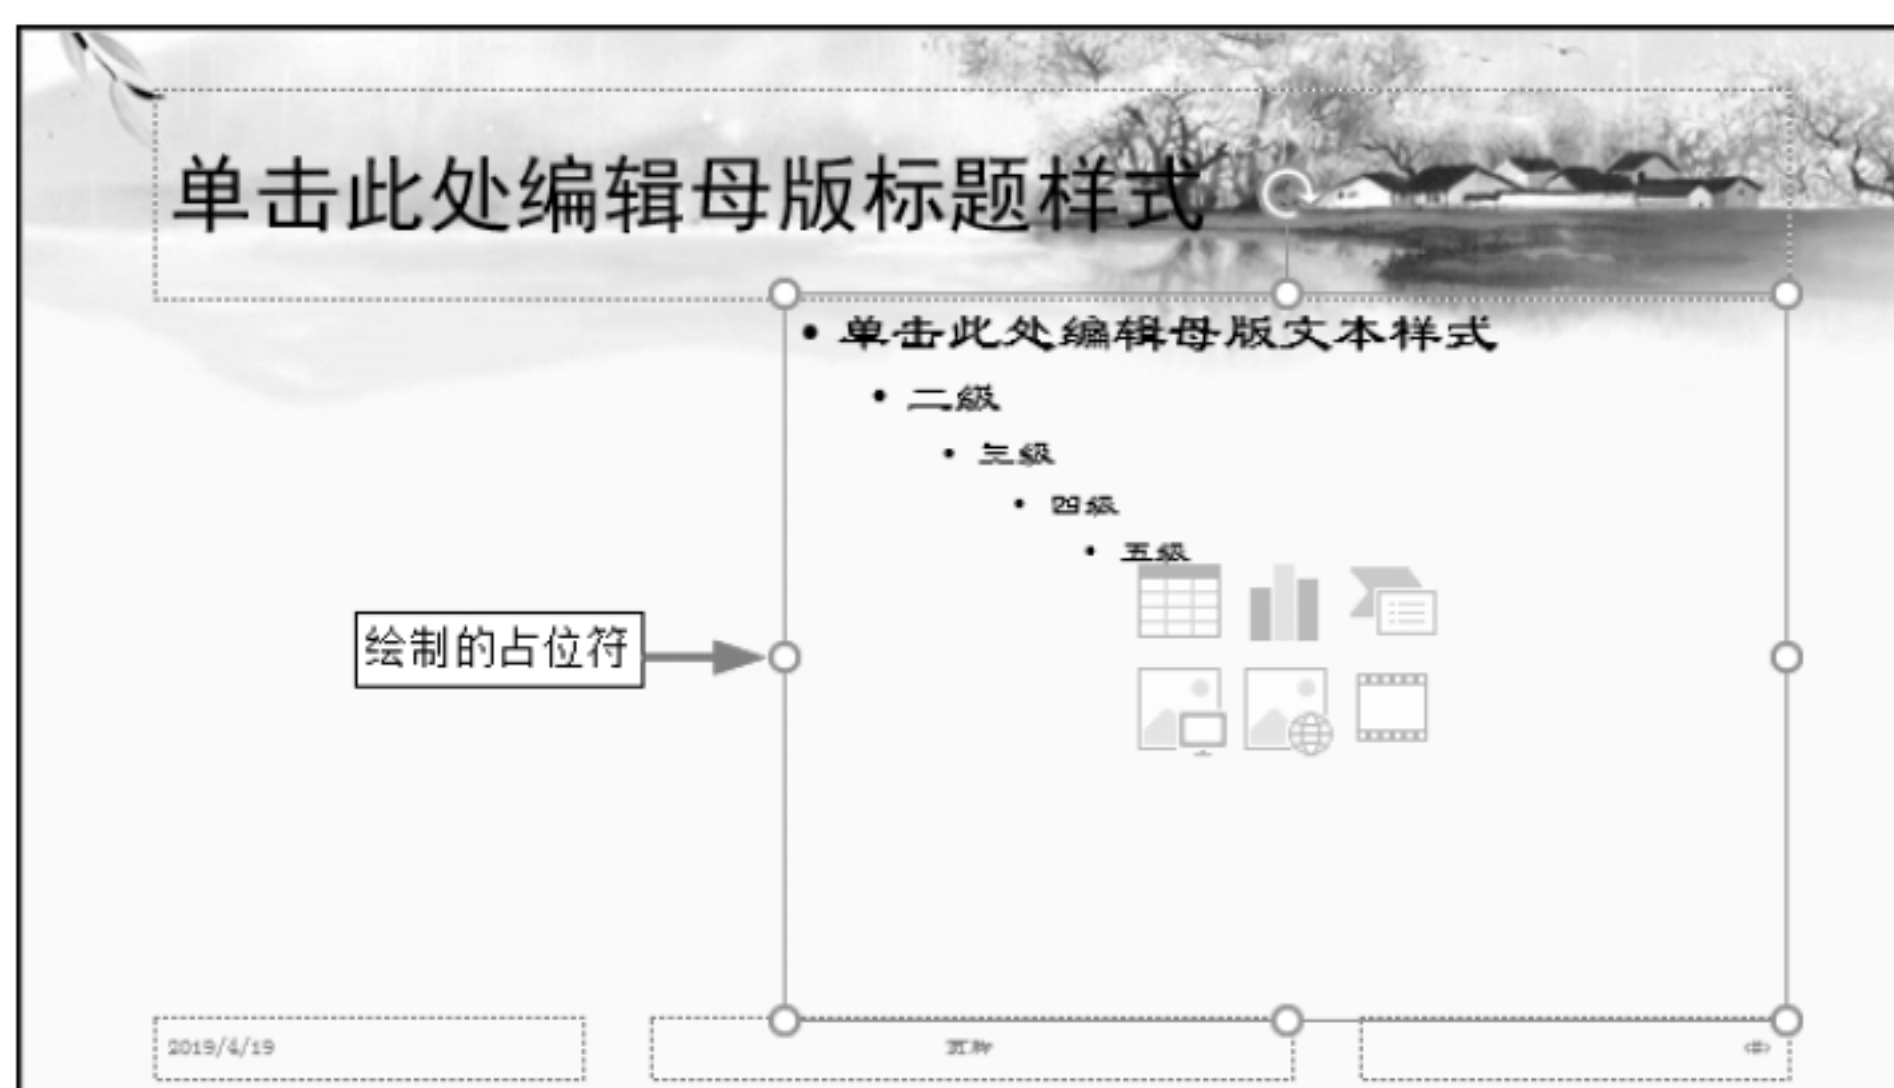 单击此处编辑母版标题样式
• 单击此处编辑母版文本样式
• 二级
• 三级
• 四级
• 五级
绘制的占位符
2019/4/19
页脚
‹#›